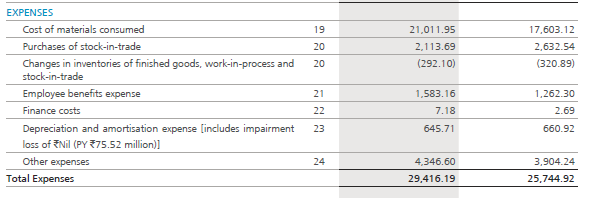 EXPENSES
Cost of materials consumed 19 21,011.95 17,603.12
Purchases of stock-in-trade 20 2,113.69 2,632.54
Changes in inventories of finished goods, work-in-process and 20 (292.10) (320.89)
stock-in-trade
Employee benefits expense 21 1,583.16 1,262.30
Finance costs 22 7.18 2.69
Depreciation and amortisation expense [includes impairment 23 645.71 660.92
loss of ₹Nil (PY ₹75.52 million)]
Other expenses 24 4,346.60 3,904.24
Total Expenses 29,416.19 25,744.92